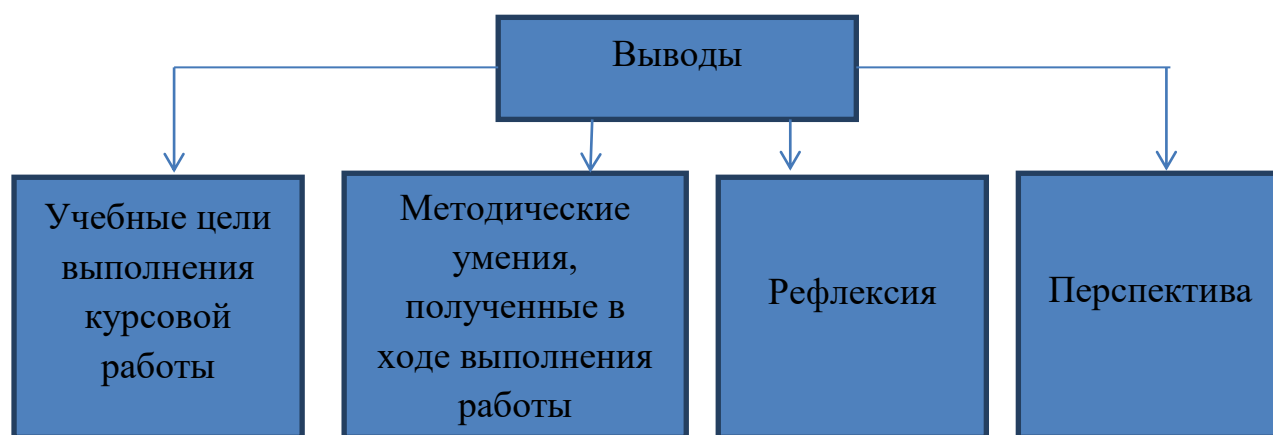 Выводы
Учебные цели
выполнения
курсовой
работы
Методические
умения,
полученные в
ходе выполнения
работы
Рефлексия
Перспектива